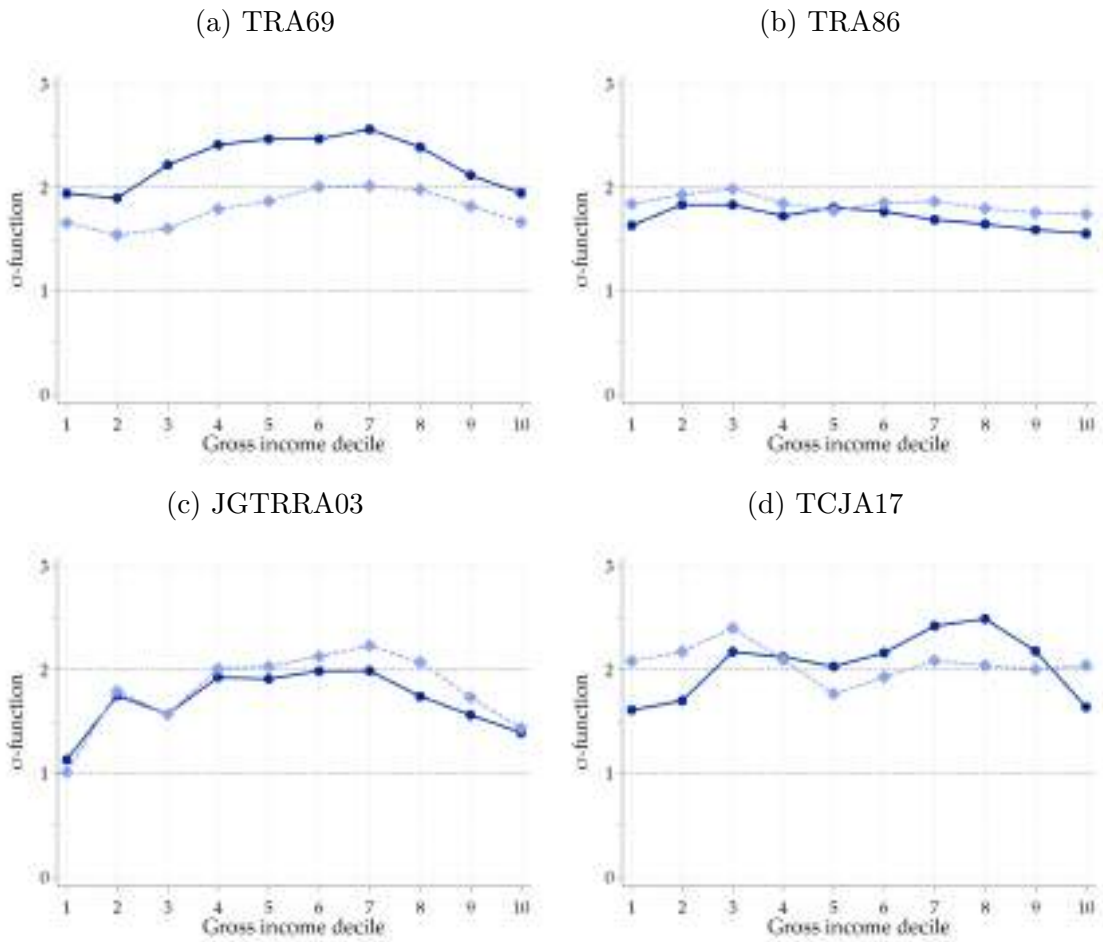 (a) TRA69
(b) TRA86
3
2
1
0
σ-function
1 2 3 4 5 6 7 8 9 10
Gross income decile
3
2
1
0
σ-function
1 2 3 4 5 6 7 8 9 10
Gross income decile
(c) JGTRRA03
(d) TCJA17
3
2
1
0
σ-function
1 2 3 4 5 6 7 8 9 10
Gross income decile
3
2
1
0
σ-function
1 2 3 4 5 6 7 8 9 10
Gross income decile